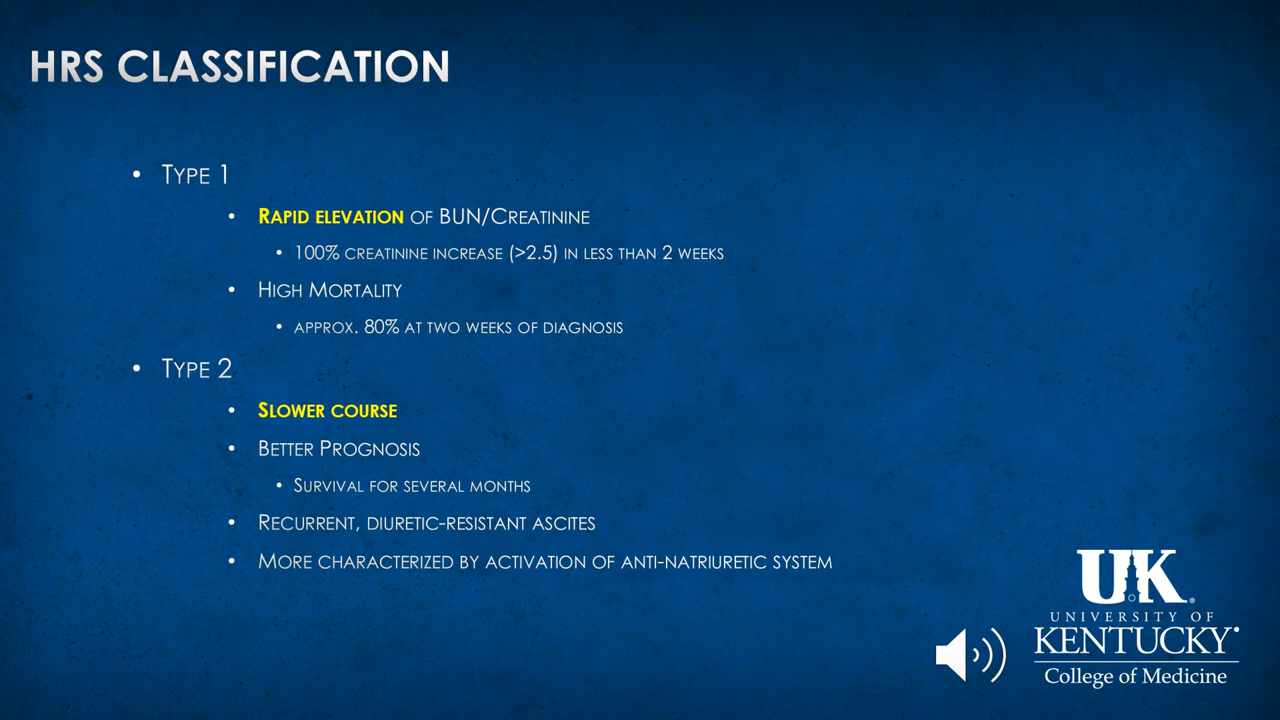 HRS CLASSIFICATION
• TYPE 1
• RAPID ELEVATION OF BUN/CREATININE
• 100% CREATININE INCREASE (>2.5) IN LESS THAN 2 WEEKS
• HIGH MORTALITY
• APPROX. 80% AT TWO WEEKS OF DIAGNOSIS
• TYPE 2
• SLOWER COURSE
• BETTER PROGNOSIS
• SURVIVAL FOR SEVERAL MONTHS
• RECURRENT, DIURETIC-RESISTANT ASCITES
• MORE CHARACTERIZED BY ACTIVATION OF ANTI-NATRIURETIC SYSTEM
UK®
UNIVERSITY OF
KENTUCKY
College of Medicine